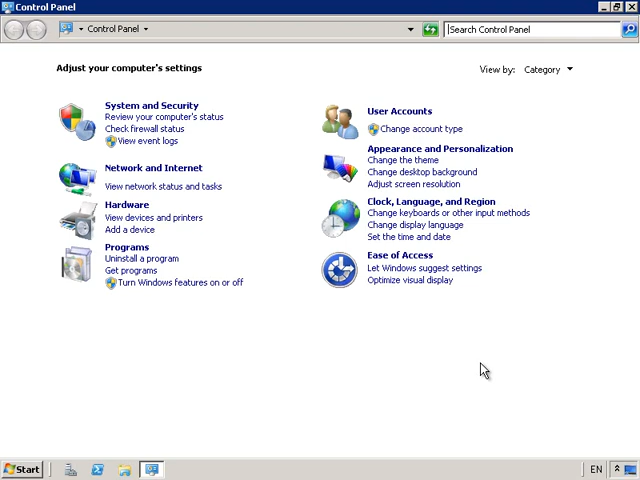 Control Panel
Control Panel
Search Control Panel
Adjust your computer's settings
View by: Category
System and Security
Review your computer's status
Check firewall status
View event logs
Network and Internet
View network status and tasks
Hardware
View devices and printers
Add a device
Programs
Uninstall a program
Get programs
Turn Windows features on or off
User Accounts
Change account type
Appearance and Personalization
Change the theme
Change desktop background
Adjust screen resolution
Clock, Language, and Region
Change keyboards or other input methods
Change display language
Set the time and date
Ease of Access
Let Windows suggest settings
Optimize visual display
Start
EN